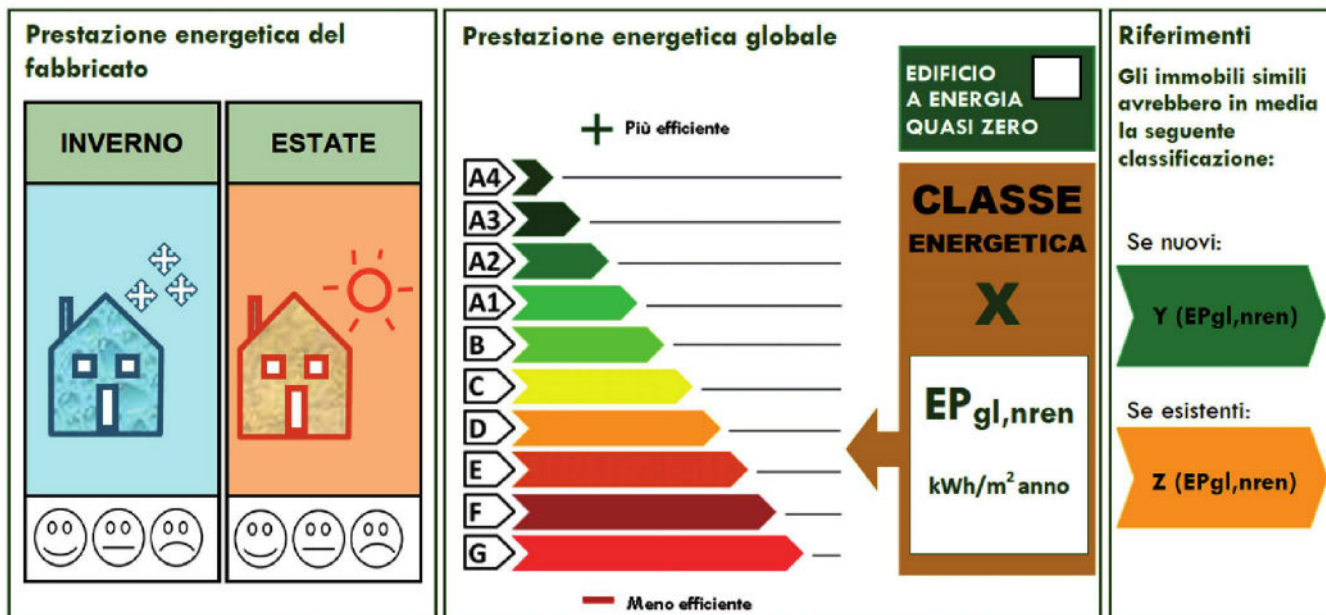 Prestazione energetica del
fabbricato
INVERNO
ESTATE
Prestazione energetica globale
Più efficiente
A4
A3
A2
A1
B
C
D
E
F
G
Meno efficiente
EDIFICIO
A ENERGIA
QUASI ZERO
CLASSE
ENERGETICA
X
EPgl,nren
kWh/m² anno
Riferimenti
Gli immobili simili
avrebbero in media
la seguente
classificazione:
Se nuovi:
Y (EPgl,nren)
Se esistenti:
Z (EPgl,nren)